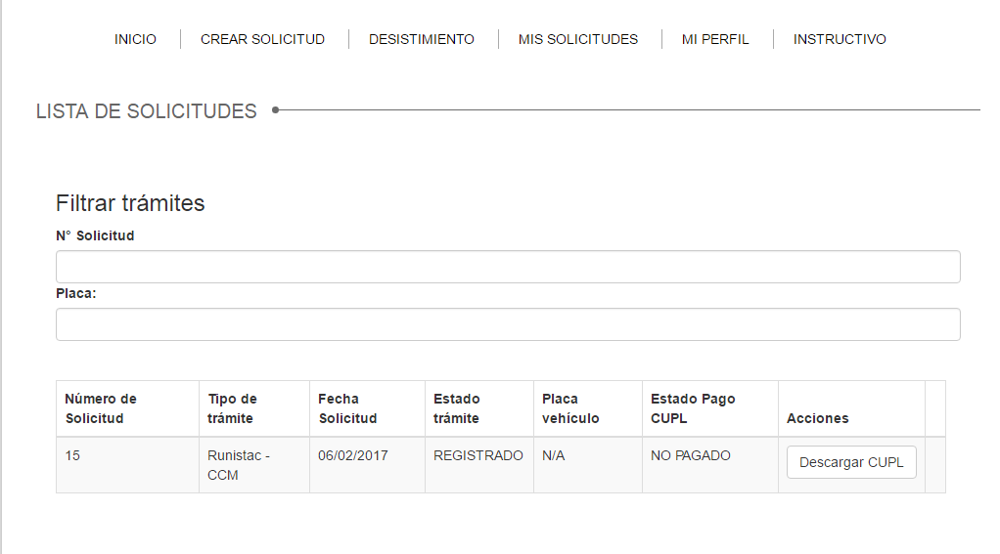 INICIO CREAR SOLICITUD DESISTIMIENTO MIS SOLICITUDES MI PERFIL INSTRUCTIVO
LISTA DE SOLICITUDES
Filtrar trámites
N° Solicitud
Placa:
Número de Solicitud Tipo de trámite Fecha Solicitud Estado trámite Placa vehículo Estado Pago CUPL Acciones
15 Runistac - CCM 06/02/2017 REGISTRADO N/A NO PAGADO Descargar CUPL